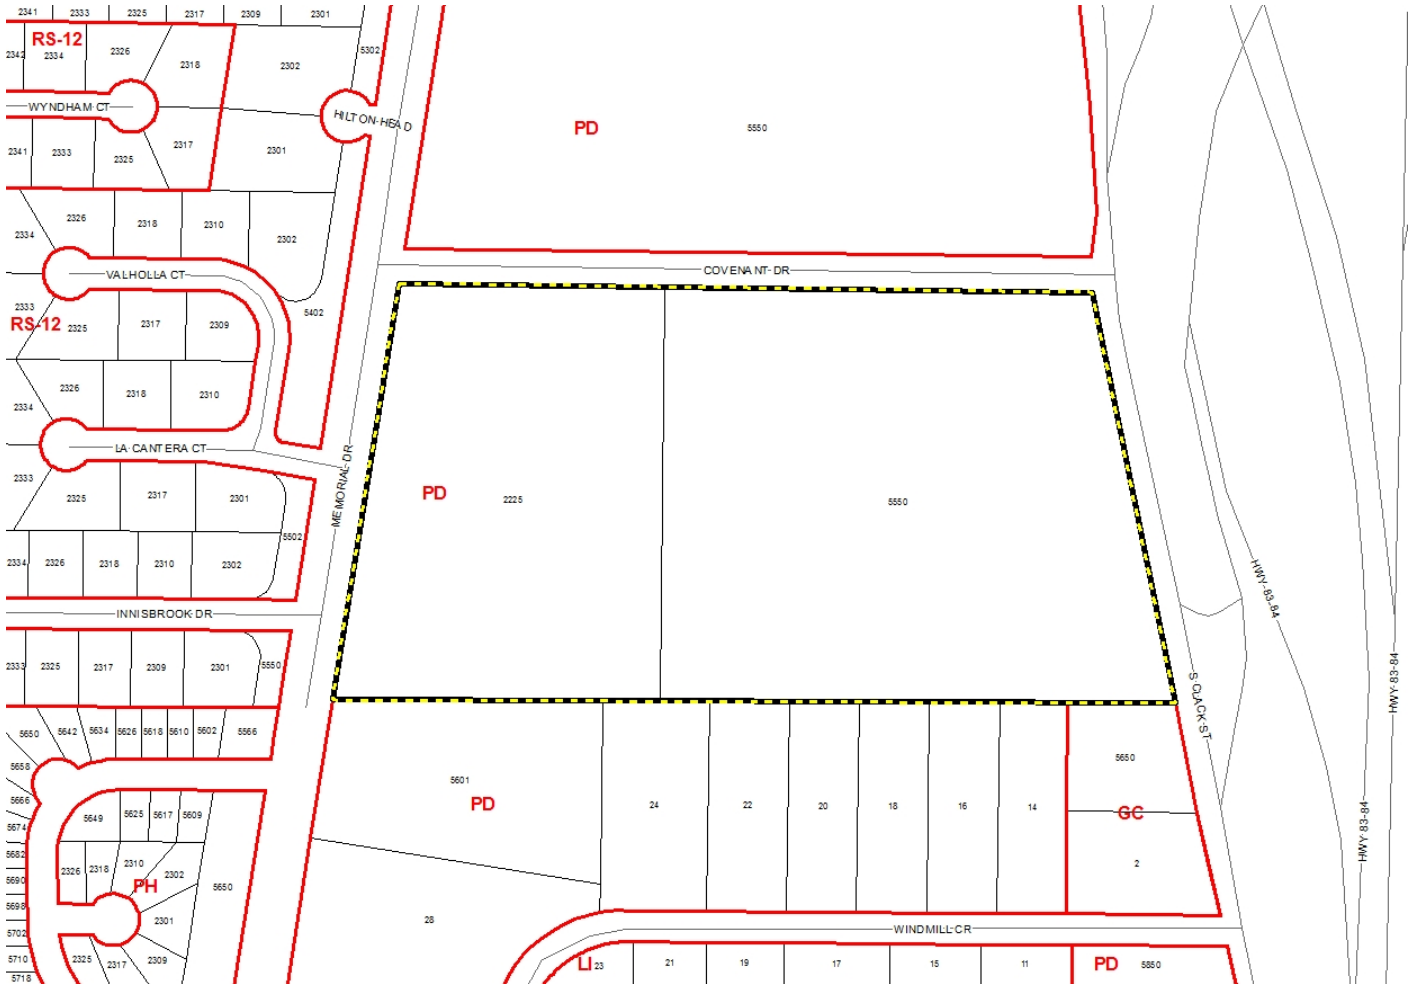 2341 2333 2325 2317 2309 2301
RS-12
2342 2334 2326 2318 2302 5302
WYNDHAM CT
HILTON HEAD
PD 5550
2341 2333 2325 2317 2301
2334 2326 2318 2310 2302
VALHOLLA CT
COVENANT DR
2333
RS-12 2325 2317 2309 5402
2334 2326 2318 2310
LA CANTERA CT
MEMORIAL DR
2333 2325 2317 2301
PD 2225 5550
5502
2334 2326 2318 2310 2302
INNISBROOK DR
HWY 83-84
2333 2325 2317 2309 2301 5550
HWY 83-84
S CLACK ST
5650 5642 5634 5626 5618 5610 5602 5566
5658
5601 5650
PD 24 22 20 18 16 14
GC
5666
5674 5649 5625 5617 5609
HWY 83-84
5682 2326 2318 2310 2302 2
5690 PH 5650
5698 2301 28
5702
WINDMILL CR
5710 2325 2317 2309
LI 23 21 19 17 15 11 PD 5850
5718